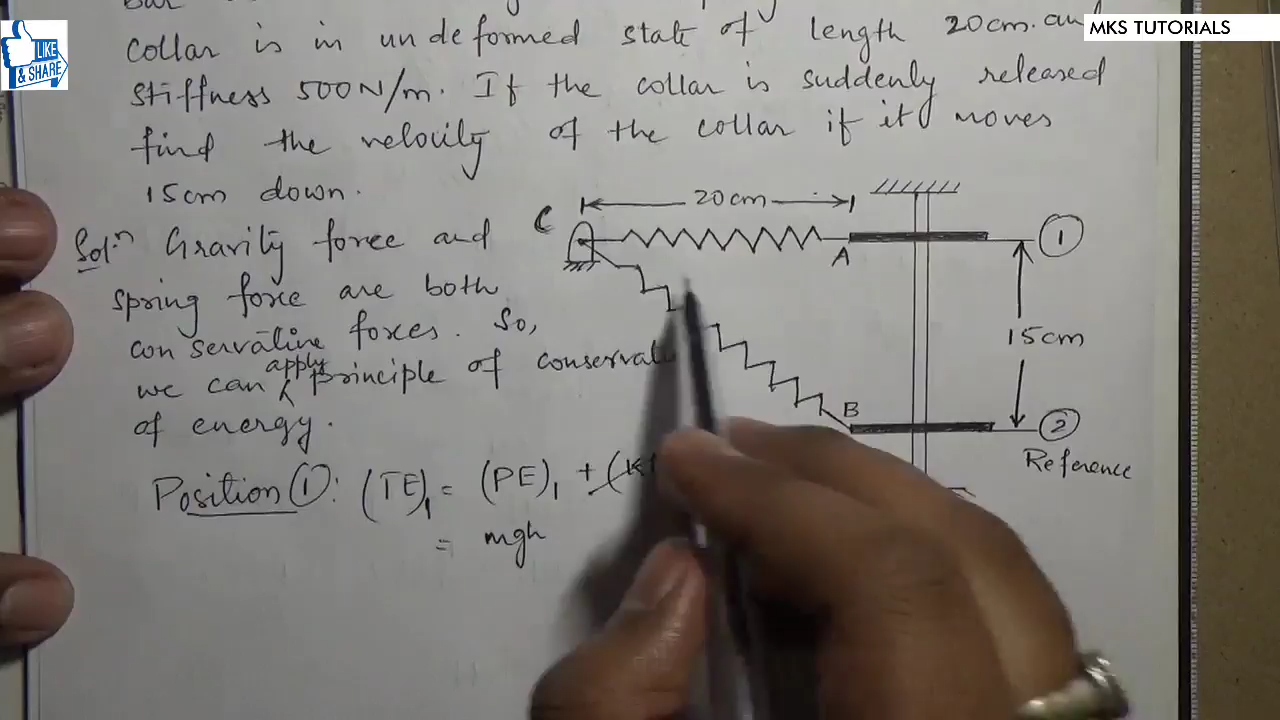 MKS TUTORIALS
LIKE
& SHARE
collar is in undeformed state of length 20cm. and
stiffness 500N/m. If the collar is suddenly released
find the velocity of the collar if it moves
15cm down.
Sol:n Gravity force and
spring force are both
conservative forces. So,
we can apply principle of
of energy.
C
20cm
A
1
15cm
B
2
Reference
Position 1: (TE)1 = (PE)1 +
= mgh